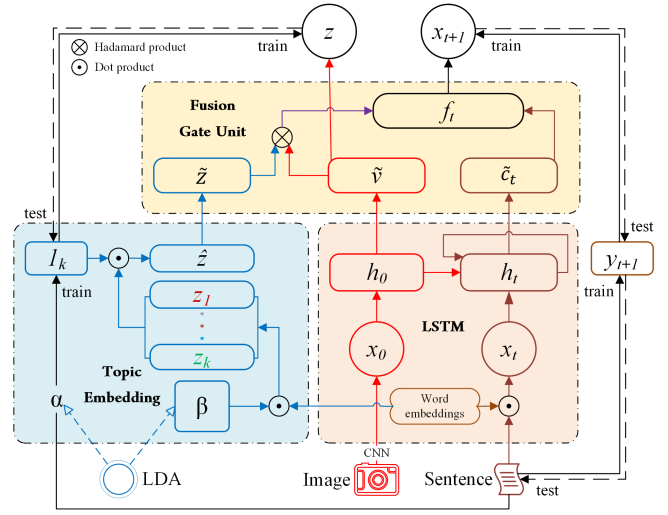 z
x_{t+1}
train
train
Hadamard product
Dot product
Fusion
Gate Unit
f_t
z̃
ṽ
c̃_t
test
test
l_k
ẑ
h_0
h_t
y_{t+1}
train
train
z_1
z_k
LSTM
x_0
x_t
Topic
Embedding
α
β
Word
embeddings
CNN
LDA
Image
Sentence
test